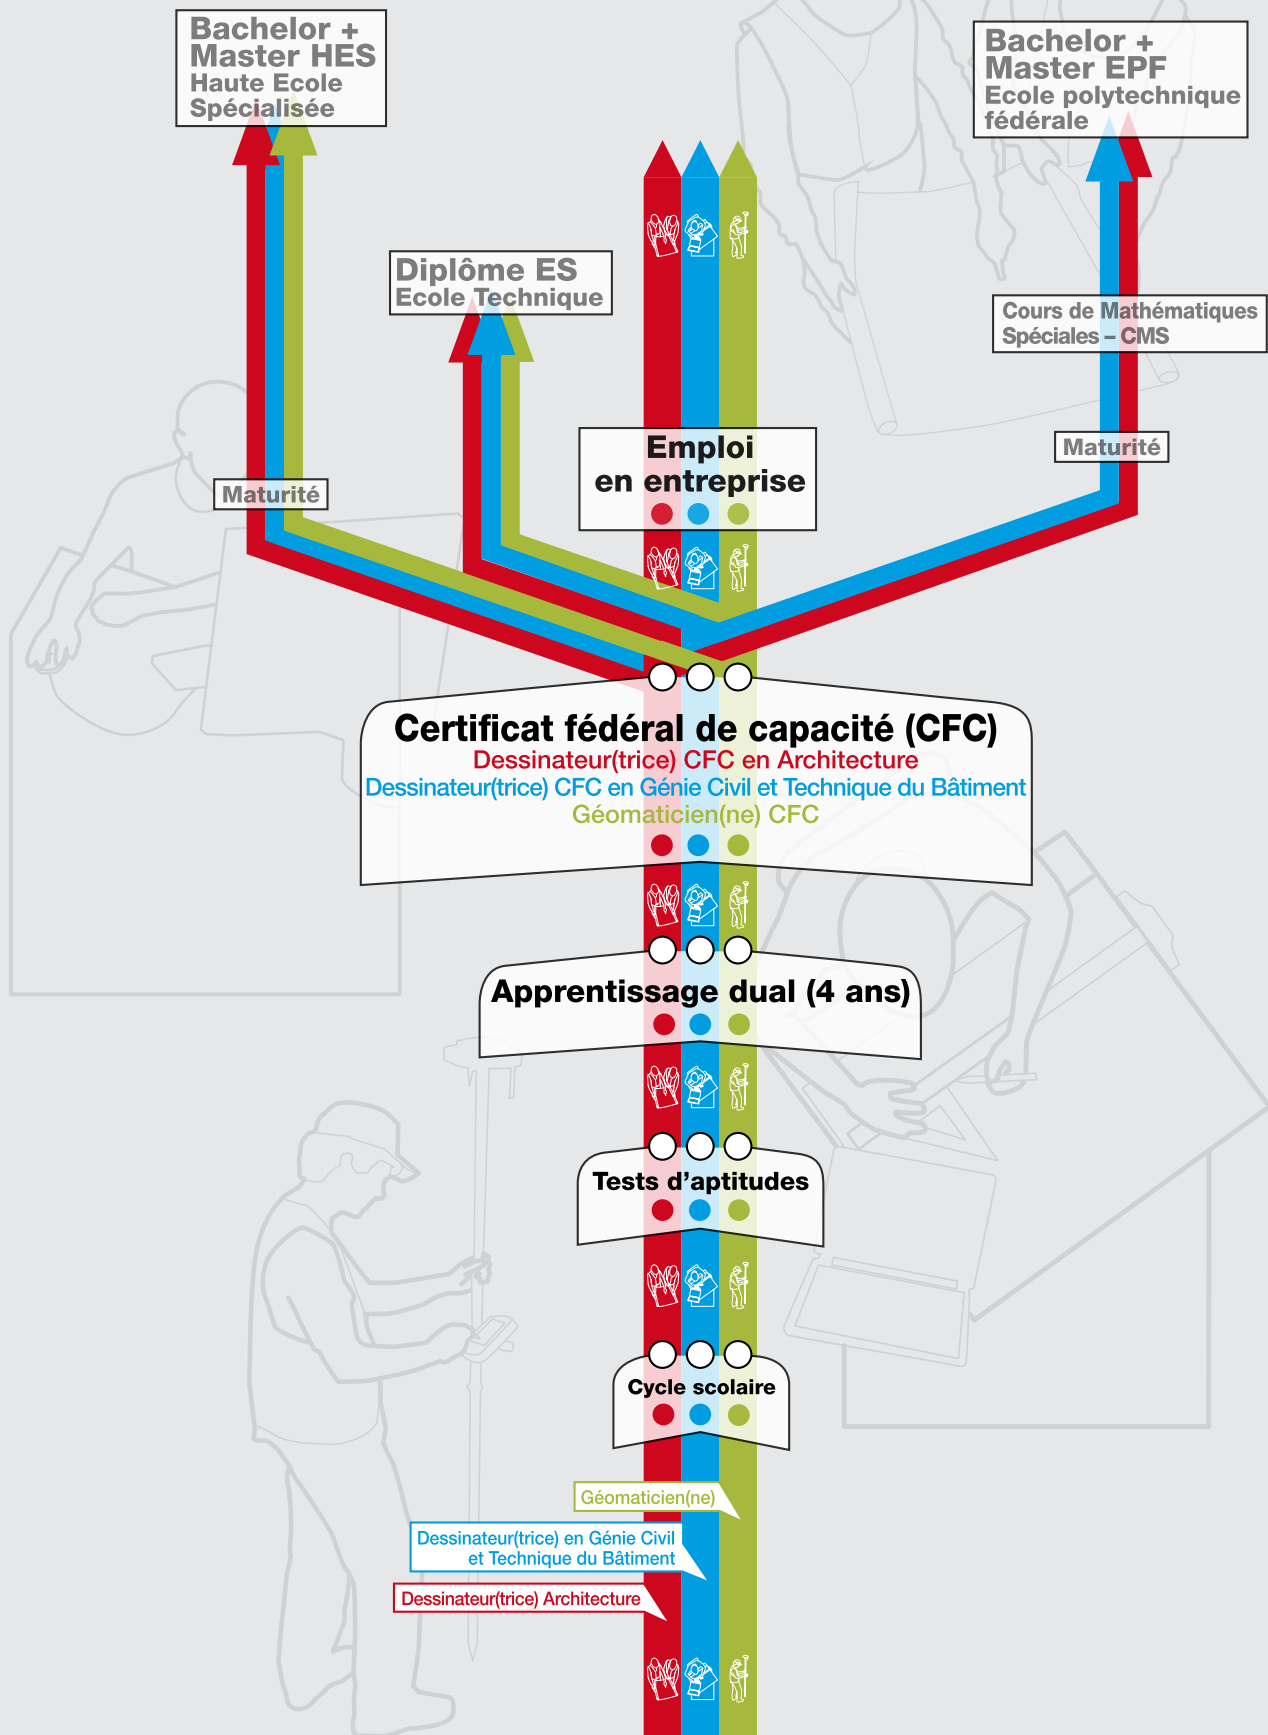 Bachelor +
Master HES
Haute Ecole
Spécialisée
Bachelor +
Master EPF
Ecole polytechnique
fédérale
Diplôme ES
Ecole Technique
Cours de Mathématiques
Spéciales – CMS
Emploi
en entreprise
Maturité
Maturité
Certificat fédéral de capacité (CFC)
Dessinateur(trice) CFC en Architecture
Dessinateur(trice) CFC en Génie Civil et Technique du Bâtiment
Géomaticien(ne) CFC
Apprentissage dual (4 ans)
Tests d’aptitudes
Cycle scolaire
Géomaticien(ne)
Dessinateur(trice) en Génie Civil
et Technique du Bâtiment
Dessinateur(trice) Architecture